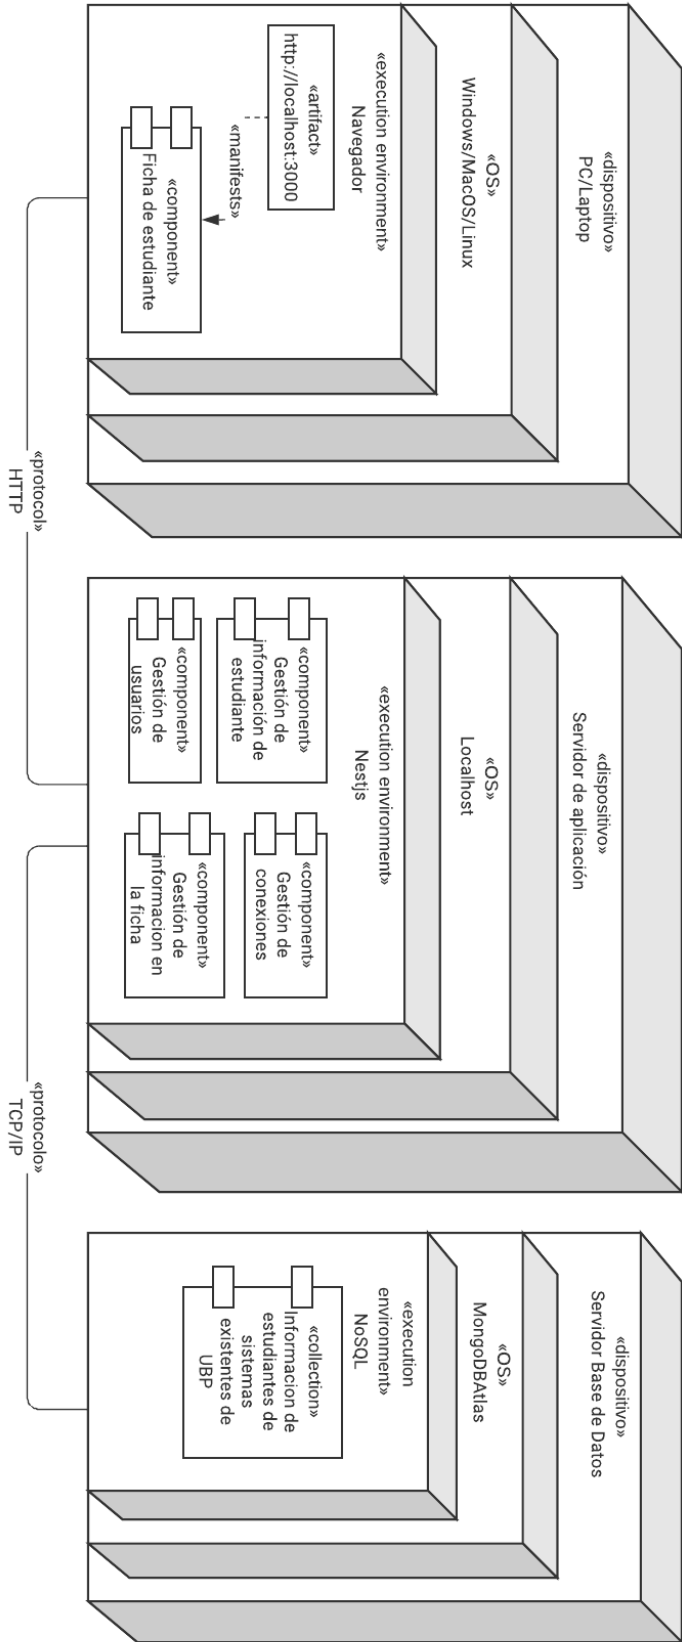 «dispositivo»
PC/Laptop
«OS»
Windows/MacOS/Linux
«execution environment»
Navegador
«artifact»
http://localhost:3000
«manifests»
«component»
Ficha de estudiante
«protocol»
HTTP
«dispositivo»
Servidor de aplicación
«OS»
Localhost
«execution environment»
Nestjs
«component»
Gestión de
información de
estudiante
«component»
Gestión de
conexiones
«component»
Gestión de
usuarios
«component»
Gestión de
informacion en
la ficha
«protocolo»
TCP/IP
«dispositivo»
Servidor Base de Datos
«OS»
MongoDBAtlas
«execution
environment»
NoSQL
«collection»
Informacion de
estudiantes de
sistemas
existentes de
UBP